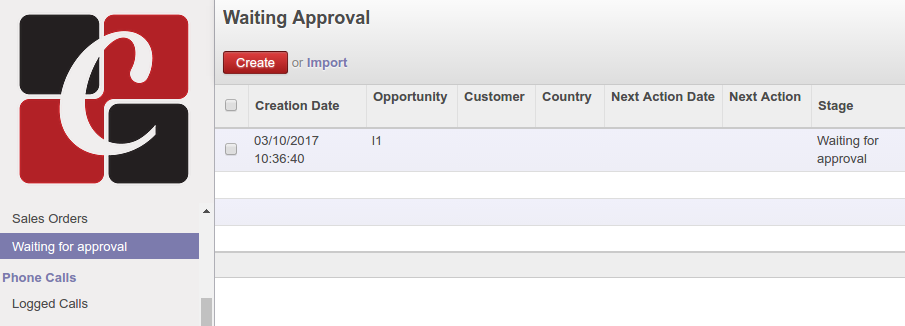 C
Sales Orders
Waiting for approval
Phone Calls
Logged Calls
Waiting Approval
Create or Import
Creation Date Opportunity Customer Country Next Action Date Next Action Stage
03/10/2017 l1 Waiting for
10:36:40 approval